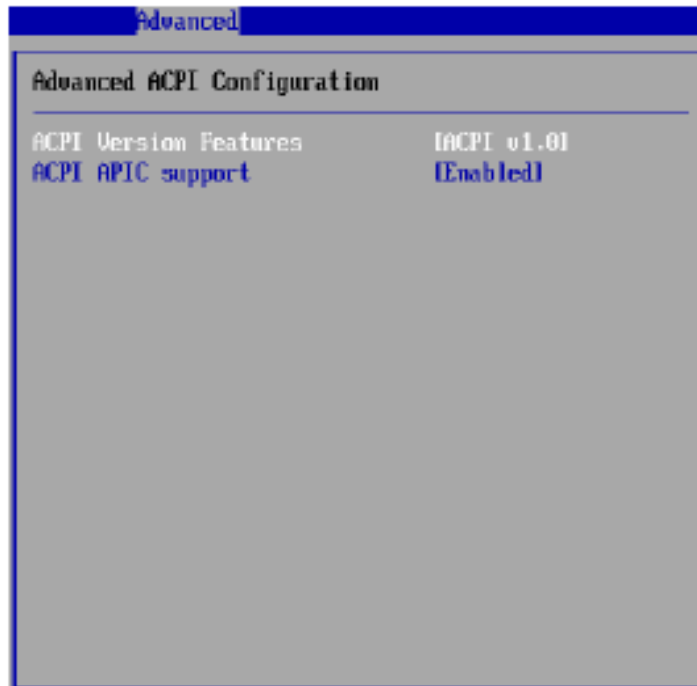 Advanced
Advanced ACPI Configuration
ACPI Version Features [ACPI v1.0]
ACPI APIC support [Enabled]